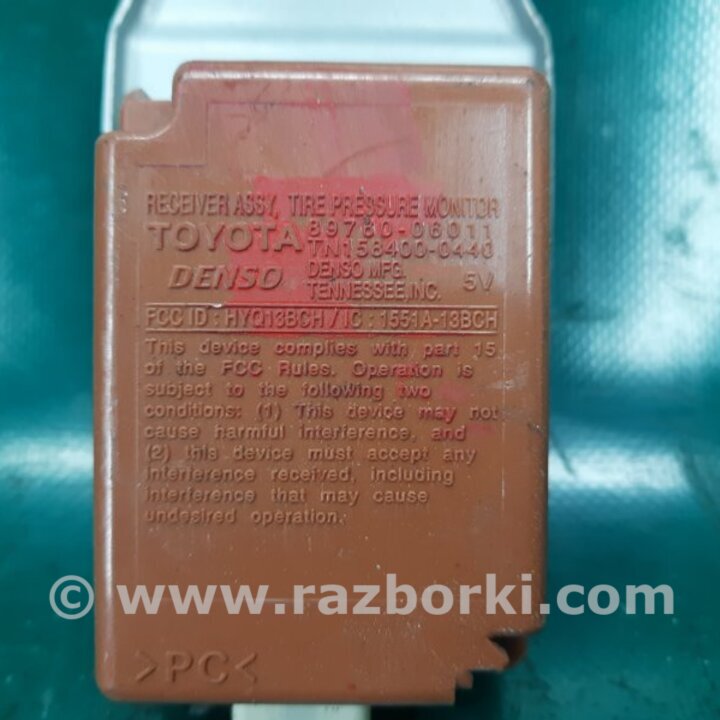 RECEIVER ASSY, TIRE PRESSURE MONITOR
TOYOTA 89760-06011
TN158400-0440
DENSO DENSO MFG. TENNESSEE, INC. 5V
FCC ID : HYQ13BCH / IC : 1551A-13BCH
This device complies with part 15
of the FCC Rules. Operation is
subject to the following two
conditions: (1) This device may not
cause harmful interference, and
(2) this device must accept any
interference received, including
interference that may cause
undesired operation.
© www.razborki.com
>PC<